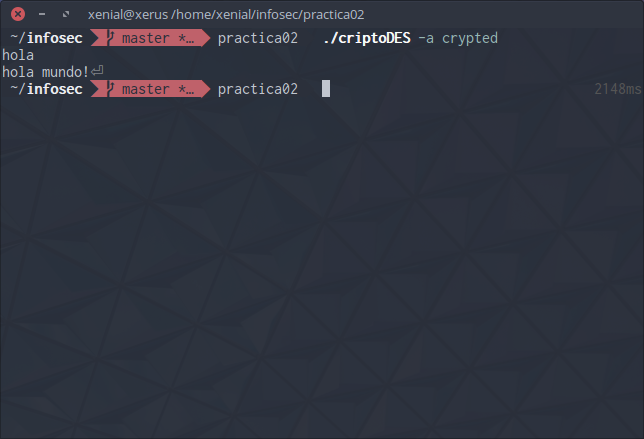 xenial@xerus /home/xenial/infosec/practica02
~/infosec master *… practica02 ./criptoDES -a crypted
hola
hola mundo!⏎
~/infosec master *… practica02 2148ms